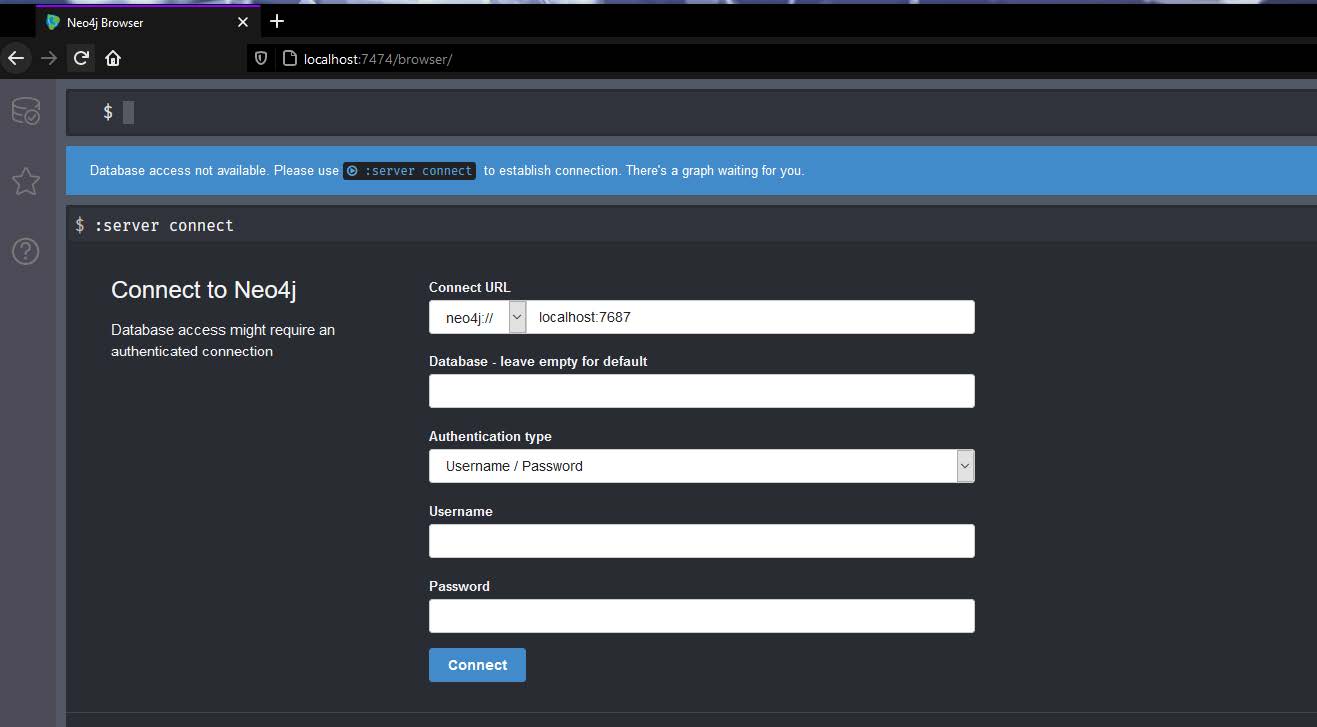 Neo4j Browser
localhost:7474/browser/
$
Database access not available. Please use :server connect to establish connection. There's a graph waiting for you.
$ :server connect
Connect to Neo4j
Database access might require an
authenticated connection
Connect URL
neo4j:// localhost:7687
Database - leave empty for default
Authentication type
Username / Password
Username
Password
Connect